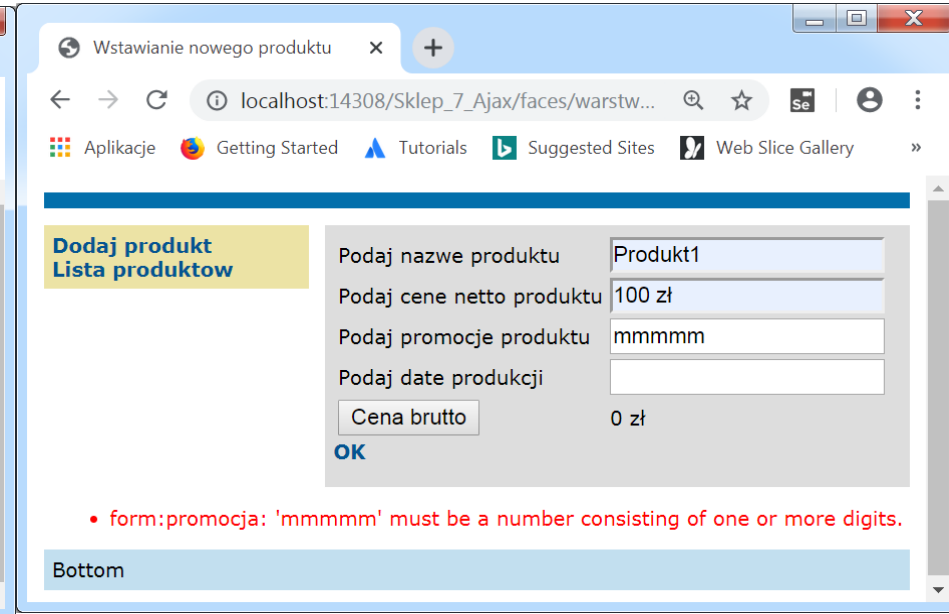 Wstawianie nowego produktu
localhost:14308/Sklep_7_Ajax/faces/warstw...
Se
Aplikacje Getting Started Tutorials Suggested Sites Web Slice Gallery »
Dodaj produkt
Lista produktow
Podaj nazwe produktu Produkt1
Podaj cene netto produktu 100 zł
Podaj promocje produktu mmmmm
Podaj date produkcji
Cena brutto 0 zł
OK
• form:promocja: 'mmmmm' must be a number consisting of one or more digits.
Bottom